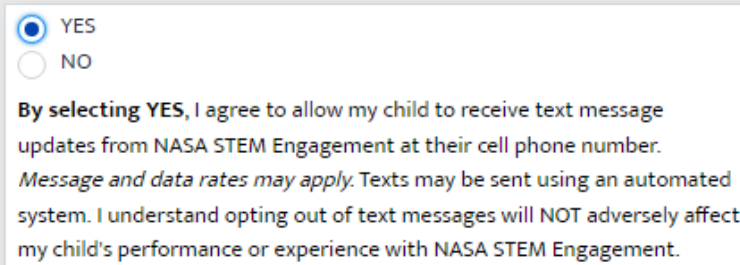 YES
NO
By selecting YES, I agree to allow my child to receive text message
updates from NASA STEM Engagement at their cell phone number.
Message and data rates may apply. Texts may be sent using an automated
system. I understand opting out of text messages will NOT adversely affect
my child's performance or experience with NASA STEM Engagement.